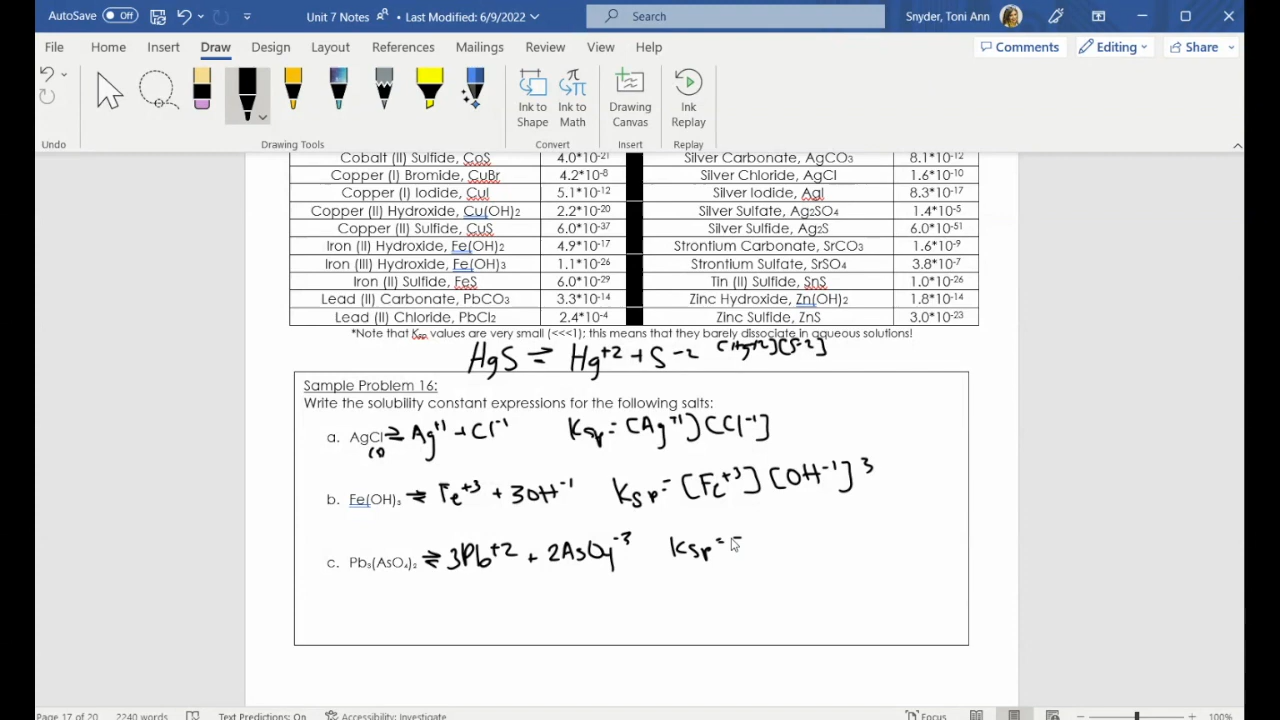 AutoSave Off Unit 7 Notes Last Modified: 6/9/2022 Search Snyder, Toni Ann
File Home Insert Draw Design Layout References Mailings Review View Help Comments Editing Share
Ink to Shape Ink to Math Drawing Canvas Ink Replay
Undo Drawing Tools Convert Insert Replay
Cobalt (II) Sulfide, CoS 4.0*10-21 Silver Carbonate, AgCO3 8.1*10-12
Copper (I) Bromide, CuBr 4.2*10-8 Silver Chloride, AgCl 1.6*10-10
Copper (I) Iodide, CuI 5.1*10-12 Silver Iodide, AgI 8.3*10-17
Copper (II) Hydroxide, Cu(OH)2 2.2*10-20 Silver Sulfate, Ag2SO4 1.4*10-5
Copper (II) Sulfide, CuS 6.0*10-37 Silver Sulfide, Ag2S 6.0*10-51
Iron (II) Hydroxide, Fe(OH)2 4.9*10-17 Strontium Carbonate, SrCO3 1.6*10-9
Iron (III) Hydroxide, Fe(OH)3 1.1*10-26 Strontium Sulfate, SrSO4 3.8*10-7
Iron (II) Sulfide, FeS 6.0*10-29 Tin (II) Sulfide, SnS 1.0*10-26
Lead (II) Carbonate, PbCO3 3.3*10-14 Zinc Hydroxide, Zn(OH)2 1.8*10-14
Lead (II) Chloride, PbCl2 2.4*10-4 Zinc Sulfide, ZnS 3.0*10-23
*Note that Ksp values are very small (<<<1); this means that they barely dissociate in aqueous solutions!
HgS ⇌ Hg+2 + S-2 [Hg+2][S-2]
Sample Problem 16:
Write the solubility constant expressions for the following salts:
a. AgCl ⇌ Ag+1 + Cl-1 Ksp = [Ag+1][Cl-1]
(s)
b. Fe(OH)3 ⇌ Fe+3 + 3OH-1 Ksp = [Fe+3][OH-1]3
c. Pb3(AsO4)2 ⇌ 3Pb+2 + 2AsO4-3 Ksp =
Page 17 of 20 2240 words Text Predictions: On Accessibility: Investigate Focus 100%